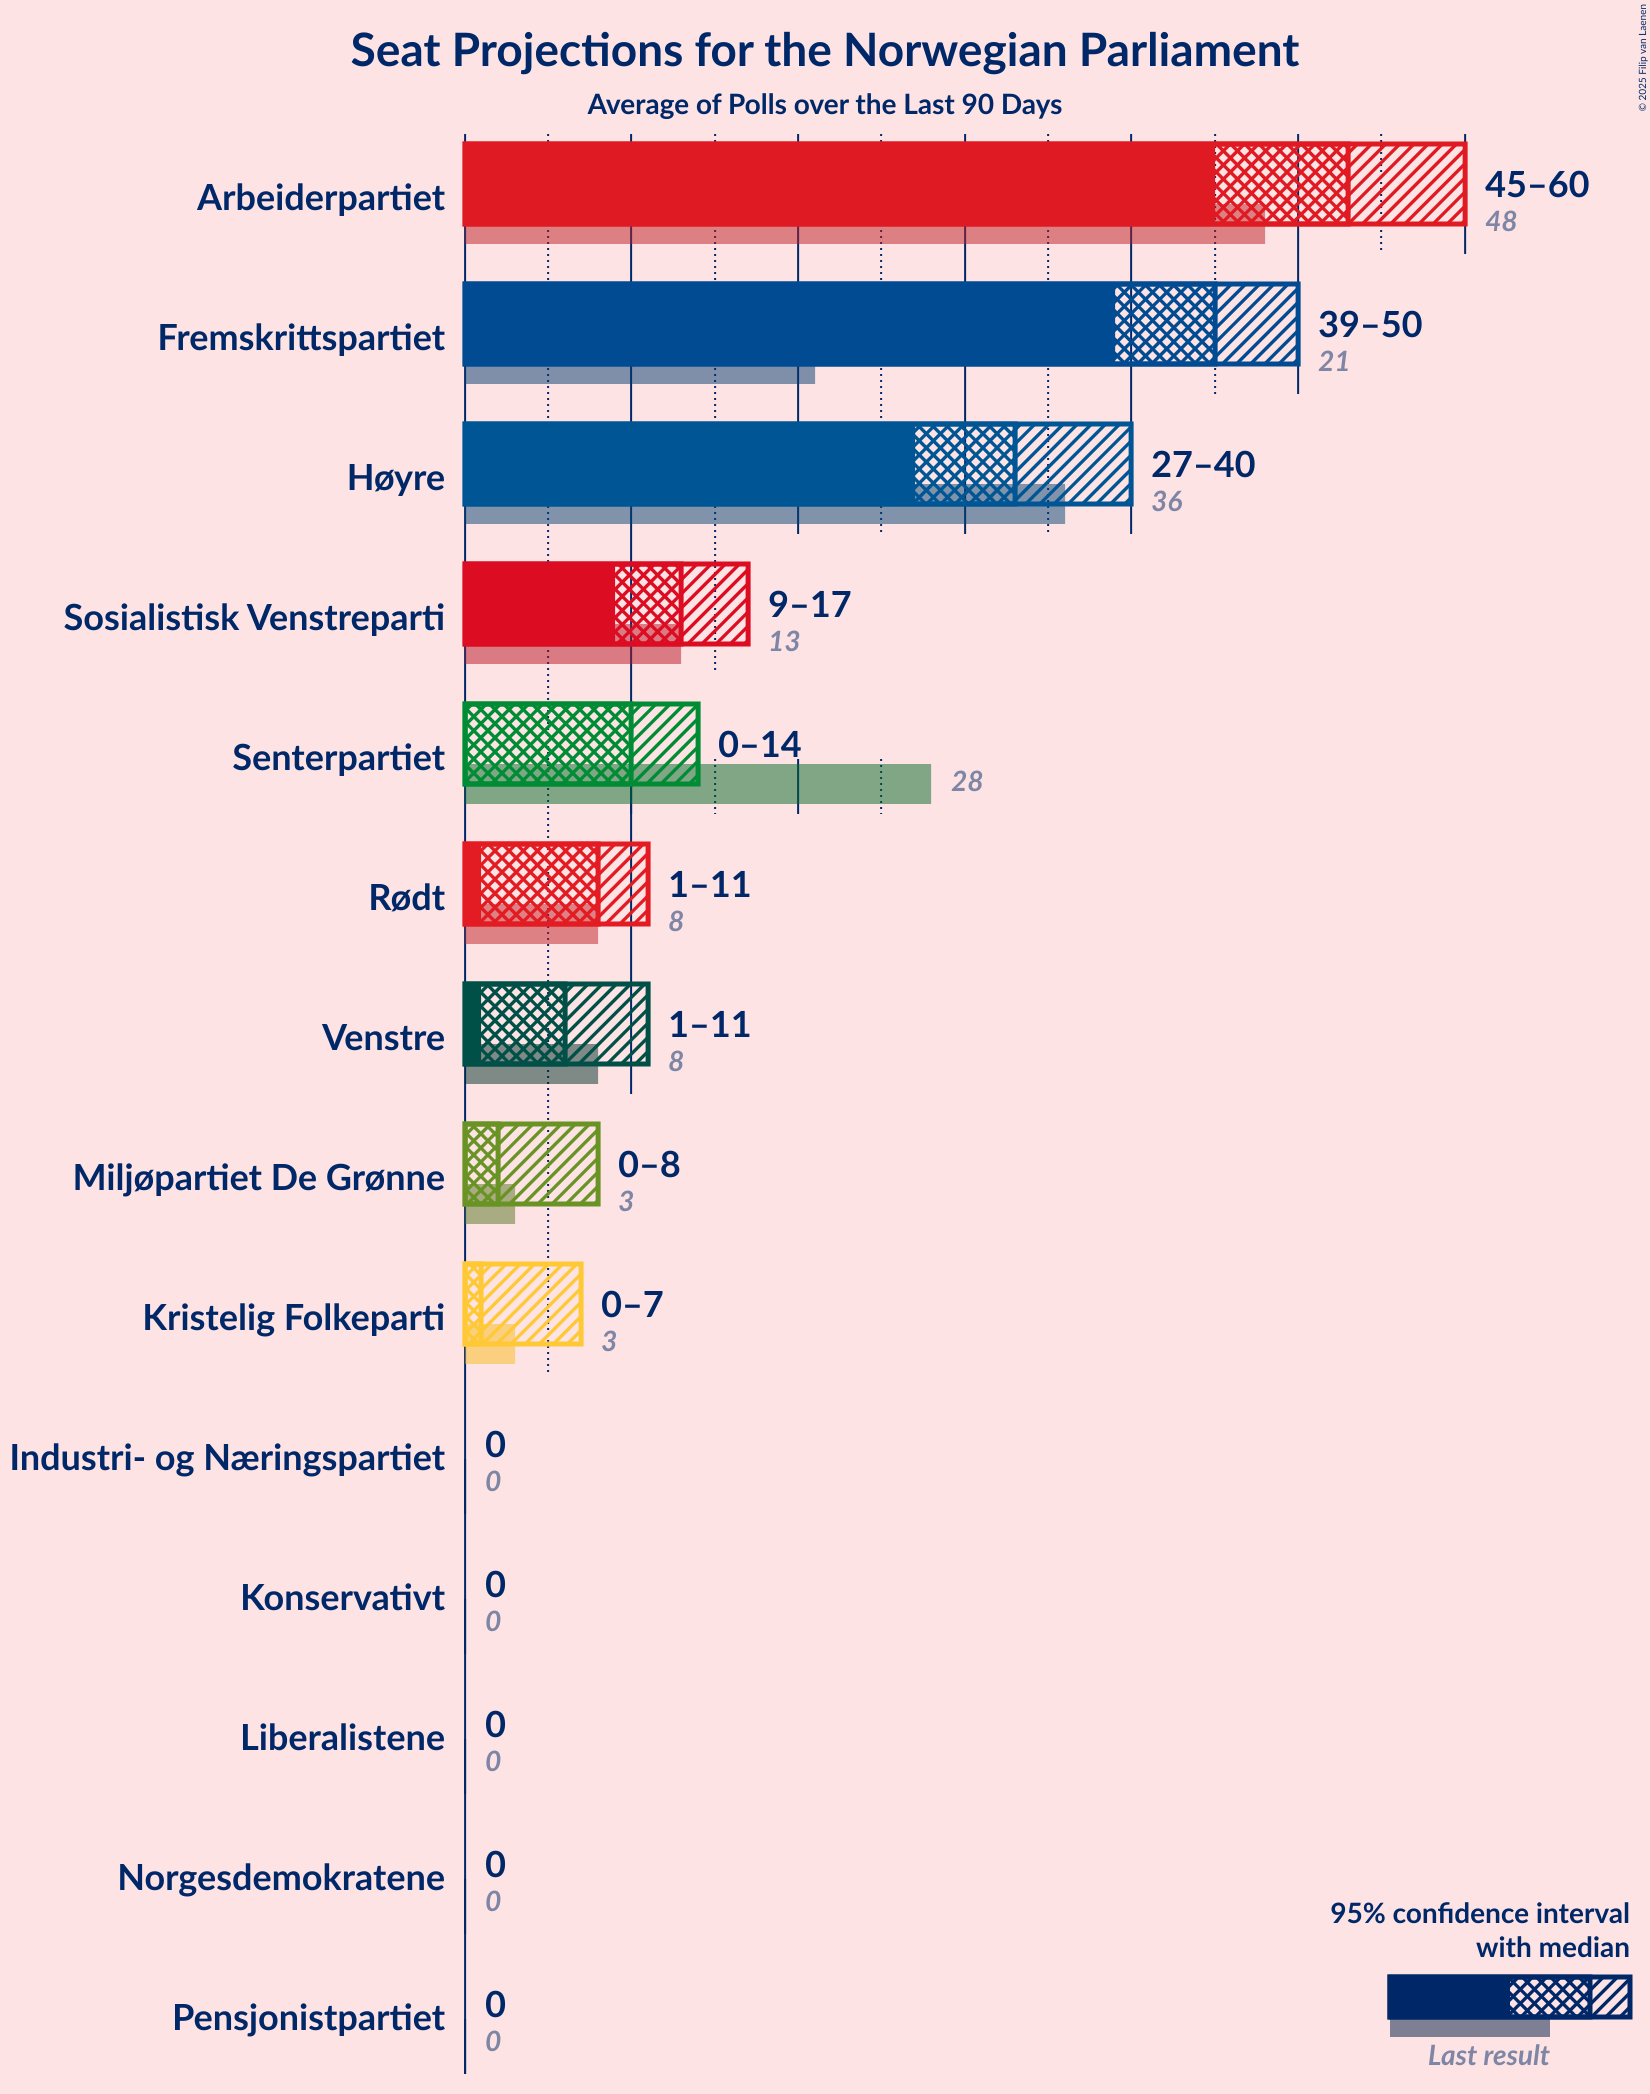 © 2025 Filip van Laenen
Seat Projections for the Norwegian Parliament
Average of Polls over the Last 90 Days
Arbeiderpartiet
45–60
48
Fremskrittspartiet
39–50
21
Høyre
27–40
36
Sosialistisk Venstreparti
9–17
13
Senterpartiet
0–14
28
Rødt
1–11
8
Venstre
1–11
8
Miljøpartiet De Grønne
0–8
3
Kristelig Folkeparti
0–7
3
Industri- og Næringspartiet
0
0
Konservativt
0
0
Liberalistene
0
0
Norgesdemokratene
0
0
Pensjonistpartiet
0
0
95% confidence interval
with median
Last result